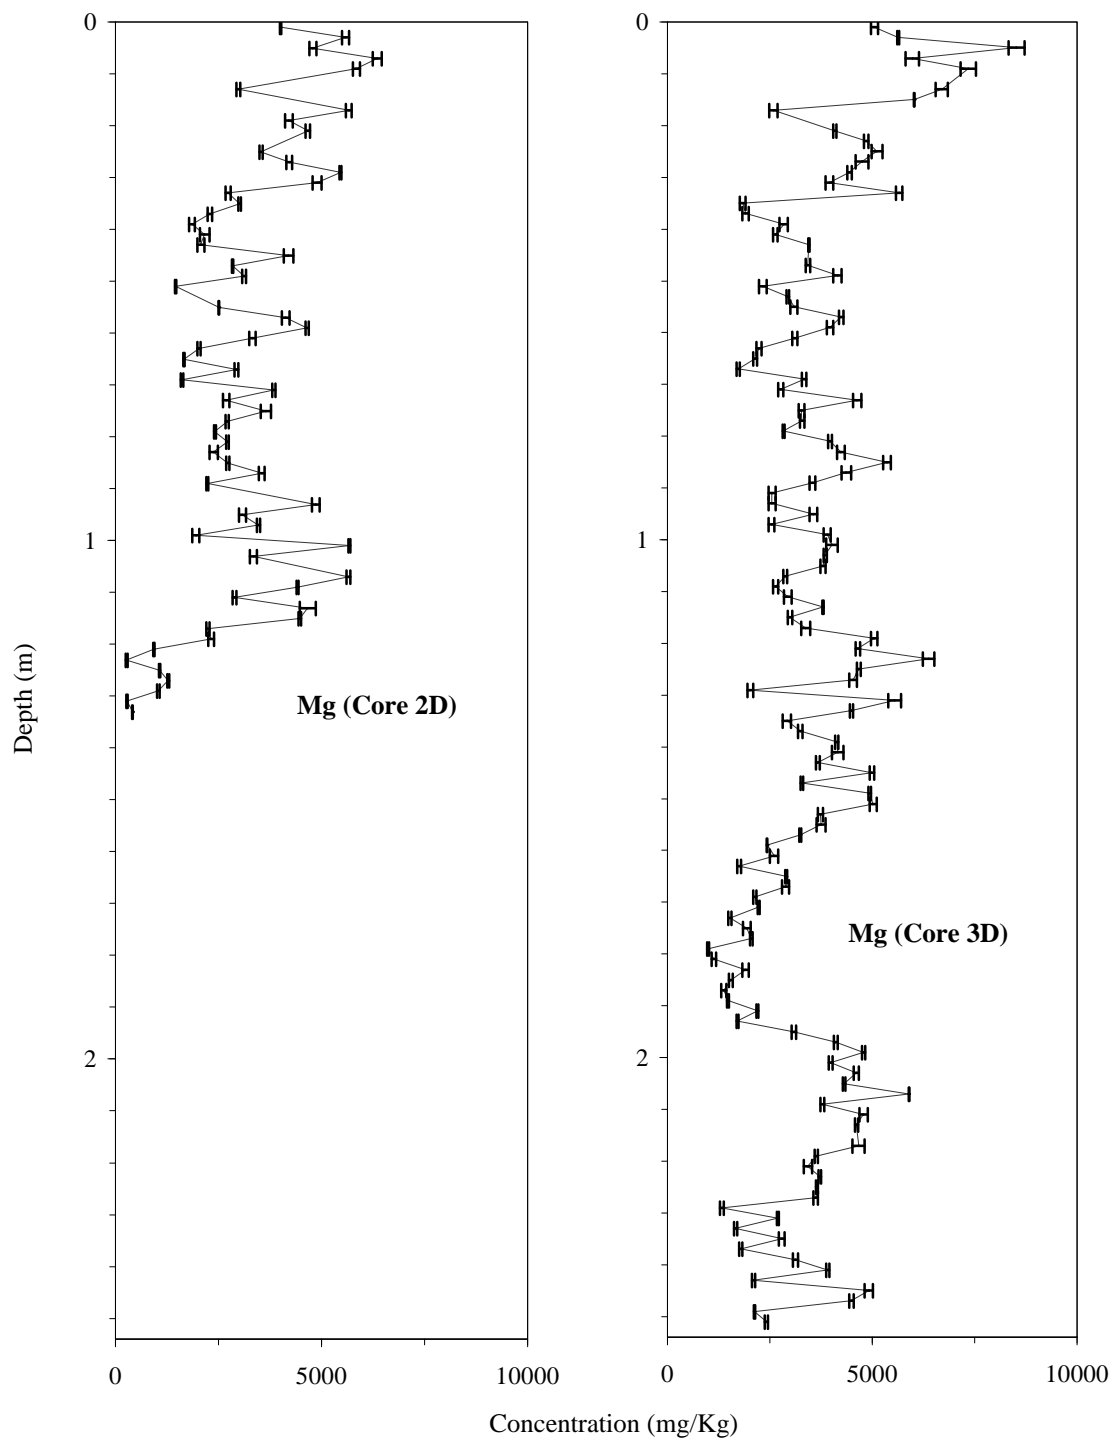 0
1
2
Depth (m)
Mg (Core 2D)
0 5000 10000
0
1
2
Mg (Core 3D)
0 5000 10000
Concentration (mg/Kg)